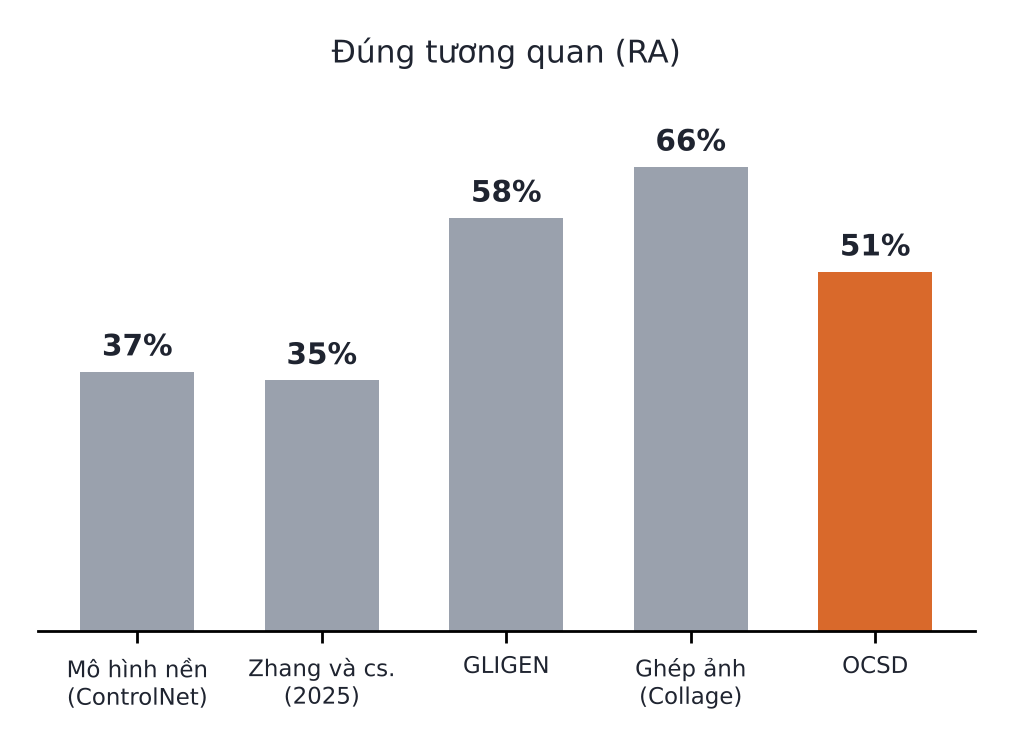 Đúng tương quan (RA)
66%
58%
51%
37%
35%
Mô hình nền
(ControlNet)
Zhang và cs.
(2025)
GLIGEN
Ghép ảnh
(Collage)
OCSD